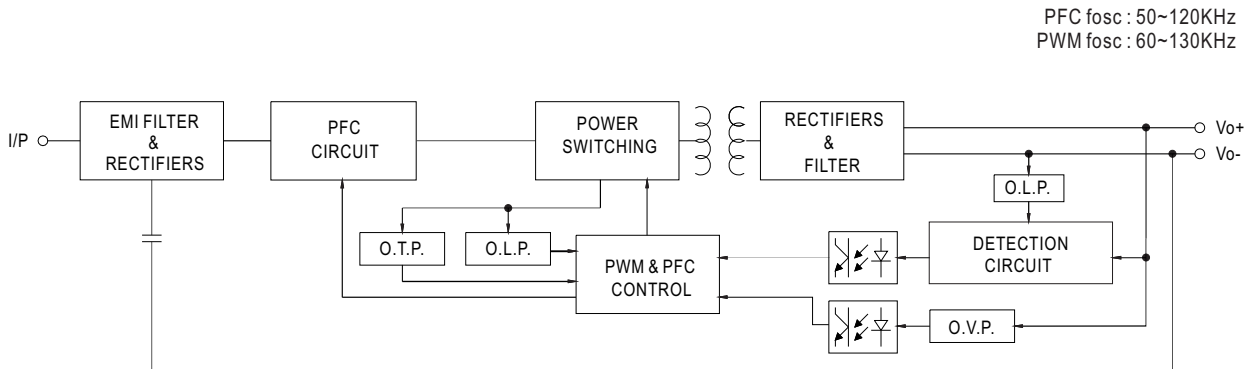 PFC fosc : 50~120KHz
PWM fosc : 60~130KHz
I/P
EMI FILTER
&
RECTIFIERS
PFC
CIRCUIT
POWER
SWITCHING
RECTIFIERS
&
FILTER
Vo+
Vo-
O.L.P.
O.T.P.
O.L.P.
PWM & PFC
CONTROL
DETECTION
CIRCUIT
O.V.P.